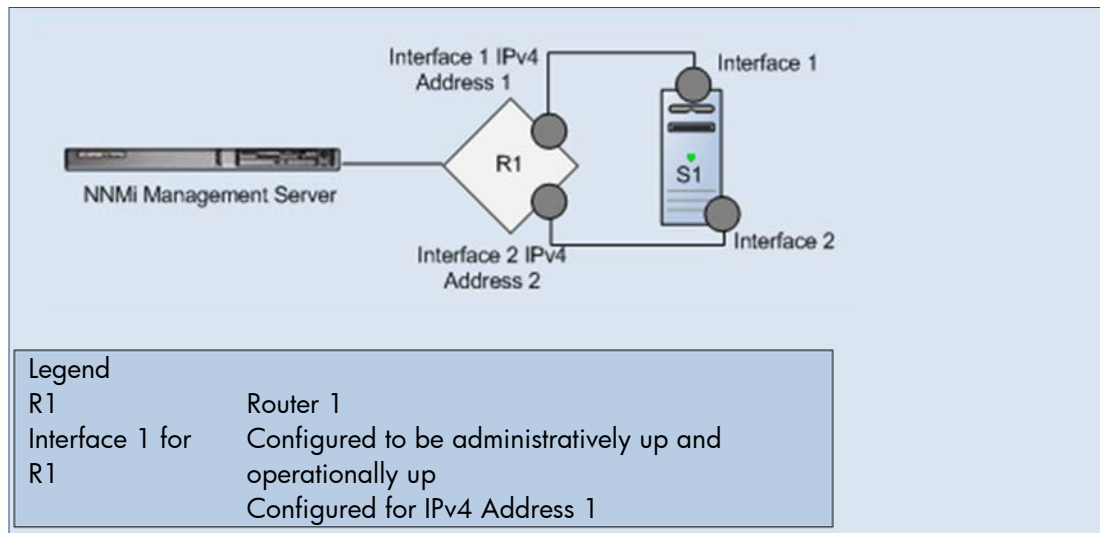 Interface 1 IPv4
Address 1
Interface 1
R1
S1
NNMi Management Server
Interface 2 IPv4
Address 2
Interface 2
Legend
R1 Router 1
Interface 1 for Configured to be administratively up and
R1 operationally up
Configured for IPv4 Address 1